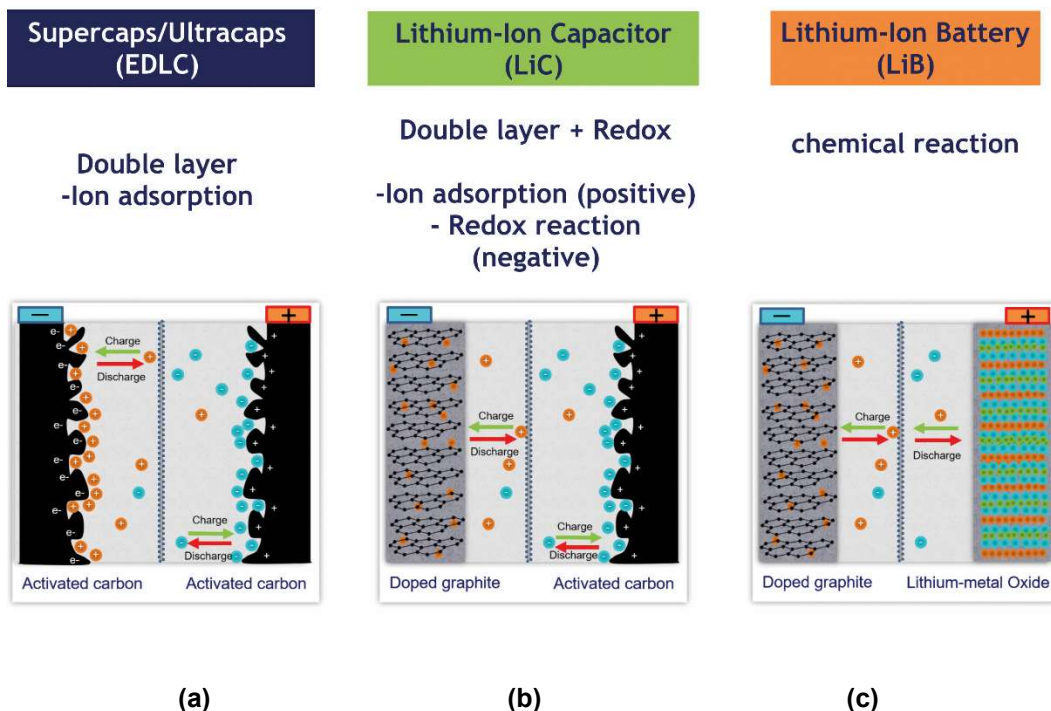 Supercaps/Ultracaps
(EDLC)
Double layer
-Ion adsorption
−
+
e-
e-
e-
e-
e-
e-
e-
e-
e-
Charge
Discharge
Charge
Discharge
Activated carbon
Activated carbon
(a)
Lithium-Ion Capacitor
(LiC)
Double layer + Redox
-Ion adsorption (positive)
- Redox reaction
(negative)
−
+
Charge
Discharge
Charge
Discharge
Doped graphite
Activated carbon
(b)
Lithium-Ion Battery
(LiB)
chemical reaction
−
+
Charge
Discharge
Charge
Discharge
Doped graphite
Lithium-metal Oxide
(c)